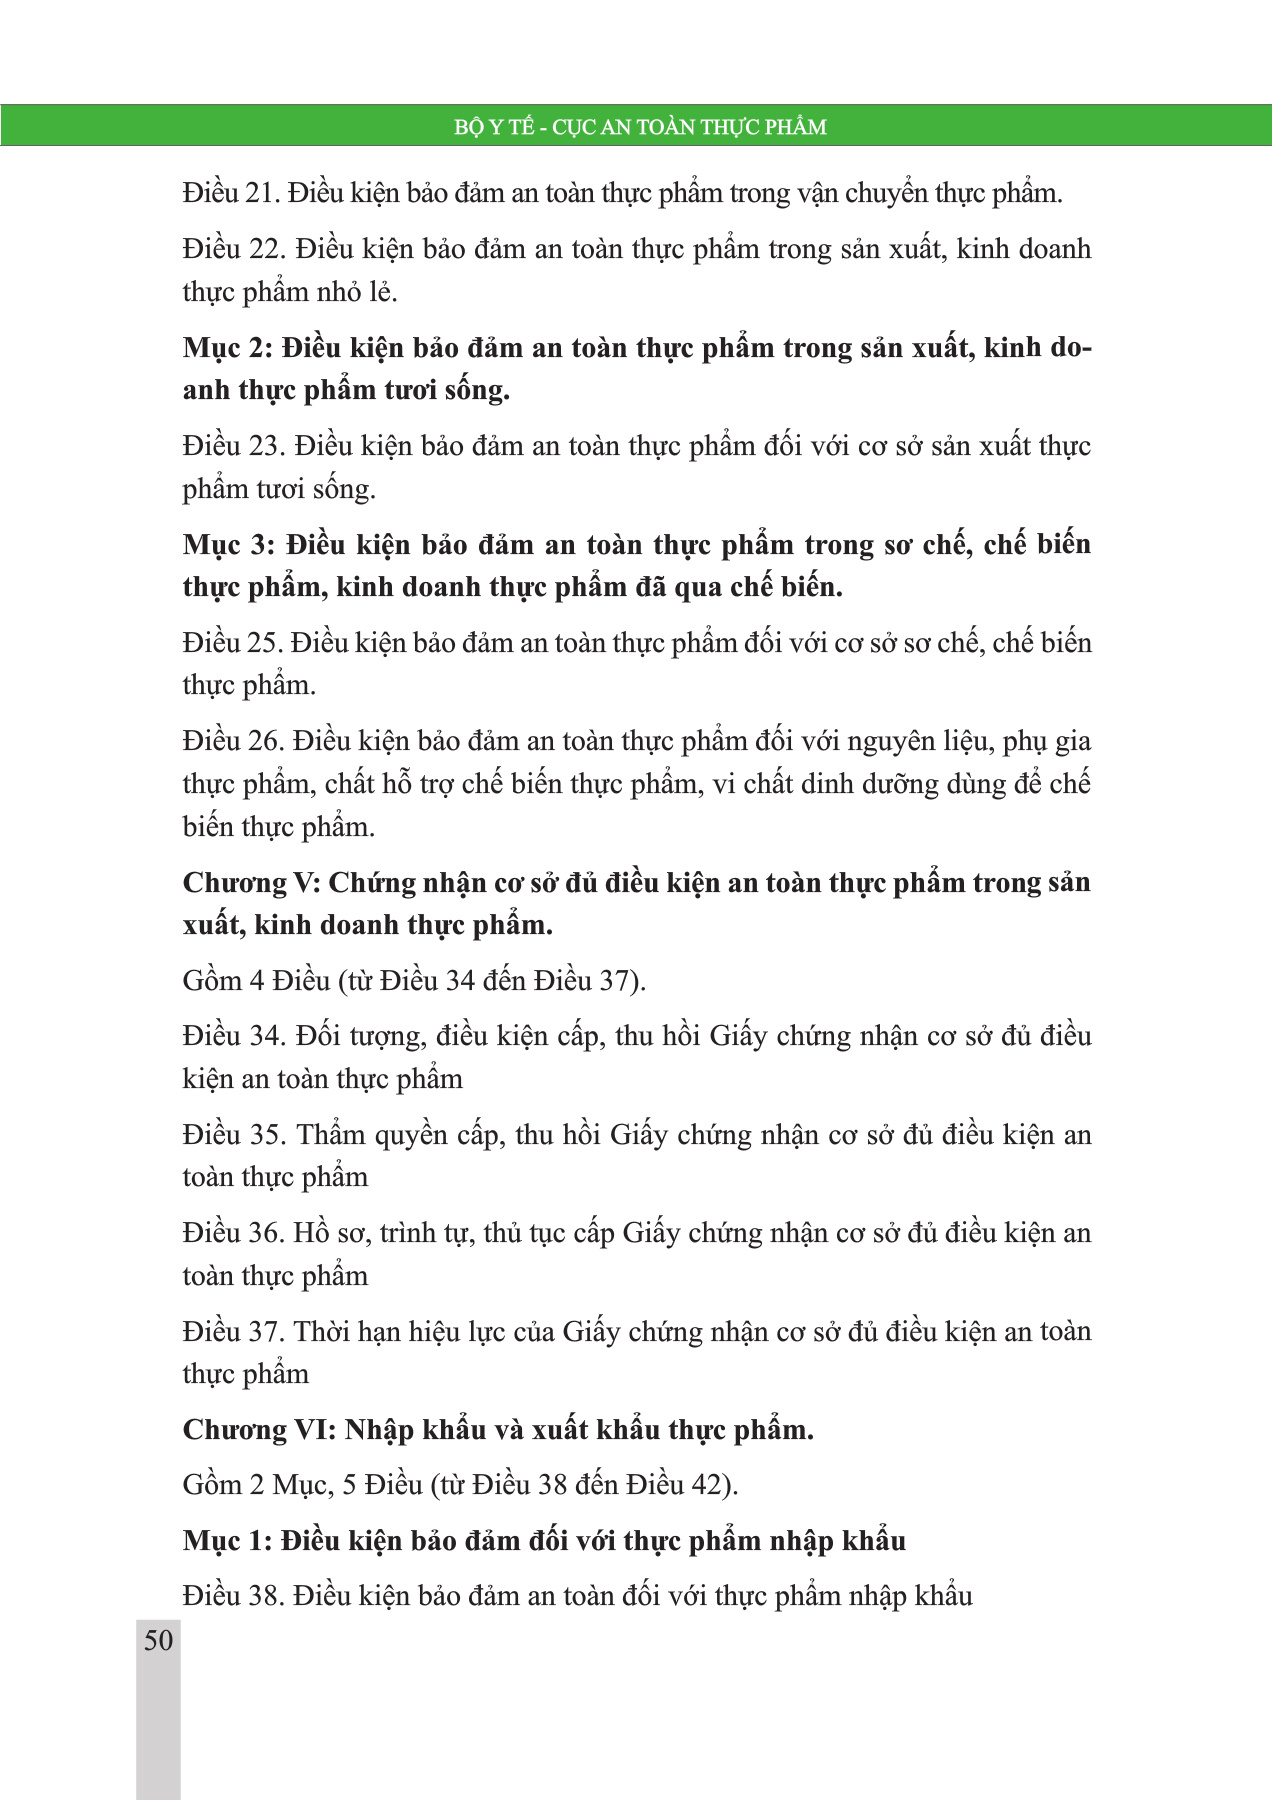 BỘ Y TẾ - CỤC AN TOÀN THỰC PHẨM
Điều 21. Điều kiện bảo đảm an toàn thực phẩm trong vận chuyển thực phẩm.
Điều 22. Điều kiện bảo đảm an toàn thực phẩm trong sản xuất, kinh doanh
thực phẩm nhỏ lẻ.
Mục 2: Điều kiện bảo đảm an toàn thực phẩm trong sản xuất, kinh do-
anh thực phẩm tươi sống.
Điều 23. Điều kiện bảo đảm an toàn thực phẩm đối với cơ sở sản xuất thực
phẩm tươi sống.
Mục 3: Điều kiện bảo đảm an toàn thực phẩm trong sơ chế, chế biến
thực phẩm, kinh doanh thực phẩm đã qua chế biến.
Điều 25. Điều kiện bảo đảm an toàn thực phẩm đối với cơ sở sơ chế, chế biến
thực phẩm.
Điều 26. Điều kiện bảo đảm an toàn thực phẩm đối với nguyên liệu, phụ gia
thực phẩm, chất hỗ trợ chế biến thực phẩm, vi chất dinh dưỡng dùng để chế
biến thực phẩm.
Chương V: Chứng nhận cơ sở đủ điều kiện an toàn thực phẩm trong sản
xuất, kinh doanh thực phẩm.
Gồm 4 Điều (từ Điều 34 đến Điều 37).
Điều 34. Đối tượng, điều kiện cấp, thu hồi Giấy chứng nhận cơ sở đủ điều
kiện an toàn thực phẩm
Điều 35. Thẩm quyền cấp, thu hồi Giấy chứng nhận cơ sở đủ điều kiện an
toàn thực phẩm
Điều 36. Hồ sơ, trình tự, thủ tục cấp Giấy chứng nhận cơ sở đủ điều kiện an
toàn thực phẩm
Điều 37. Thời hạn hiệu lực của Giấy chứng nhận cơ sở đủ điều kiện an toàn
thực phẩm
Chương VI: Nhập khẩu và xuất khẩu thực phẩm.
Gồm 2 Mục, 5 Điều (từ Điều 38 đến Điều 42).
Mục 1: Điều kiện bảo đảm đối với thực phẩm nhập khẩu
Điều 38. Điều kiện bảo đảm an toàn đối với thực phẩm nhập khẩu
50